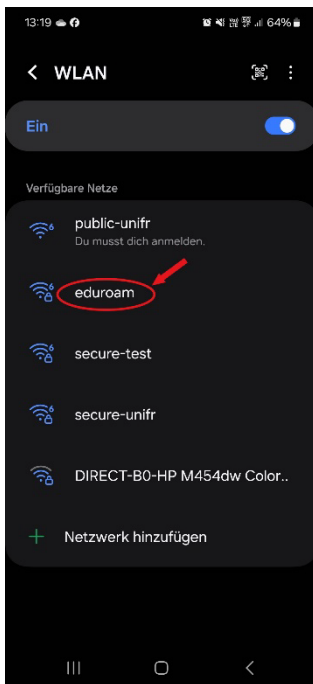 13:19 64%
WLAN
Ein
Verfügbare Netze
public-unifr
Du musst dich anmelden.
eduroam
secure-test
secure-unifr
DIRECT-B0-HP M454dw Color..
Netzwerk hinzufügen